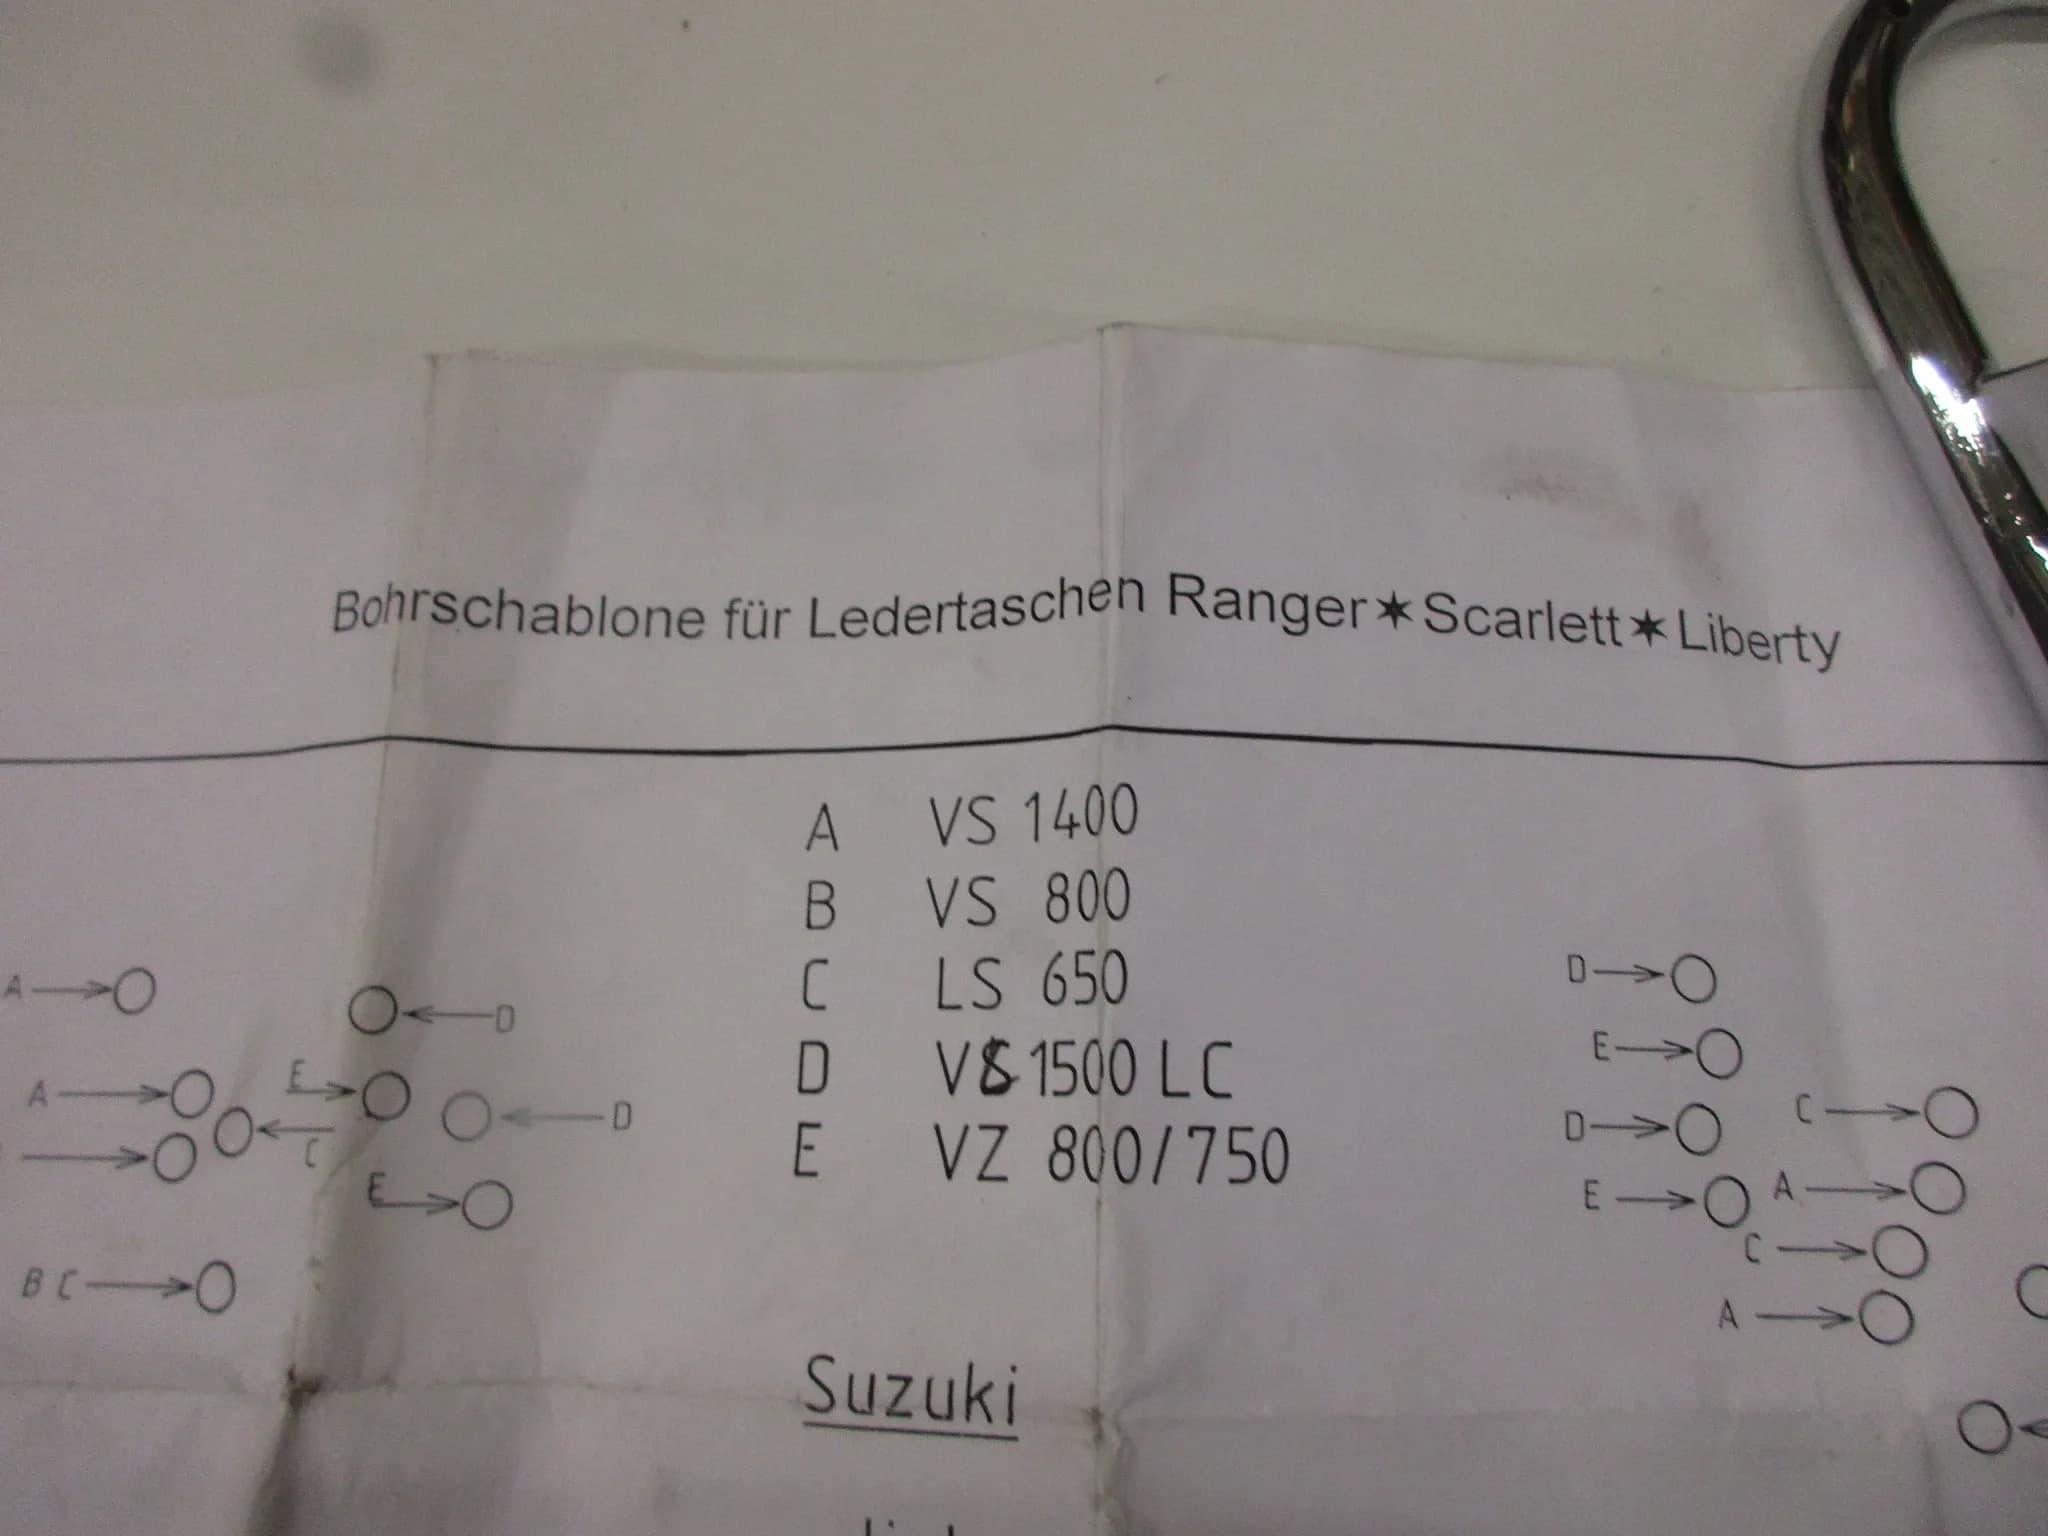 Bohrschablone für Ledertaschen Ranger✶Scarlett✶Liberty
A VS 1400
B VS 800
C LS 650
D VS 1500 LC
E VZ 800/750
A
D
A
E
D
C
E
B C
D
E
C
D
E
A
C
A
Suzuki